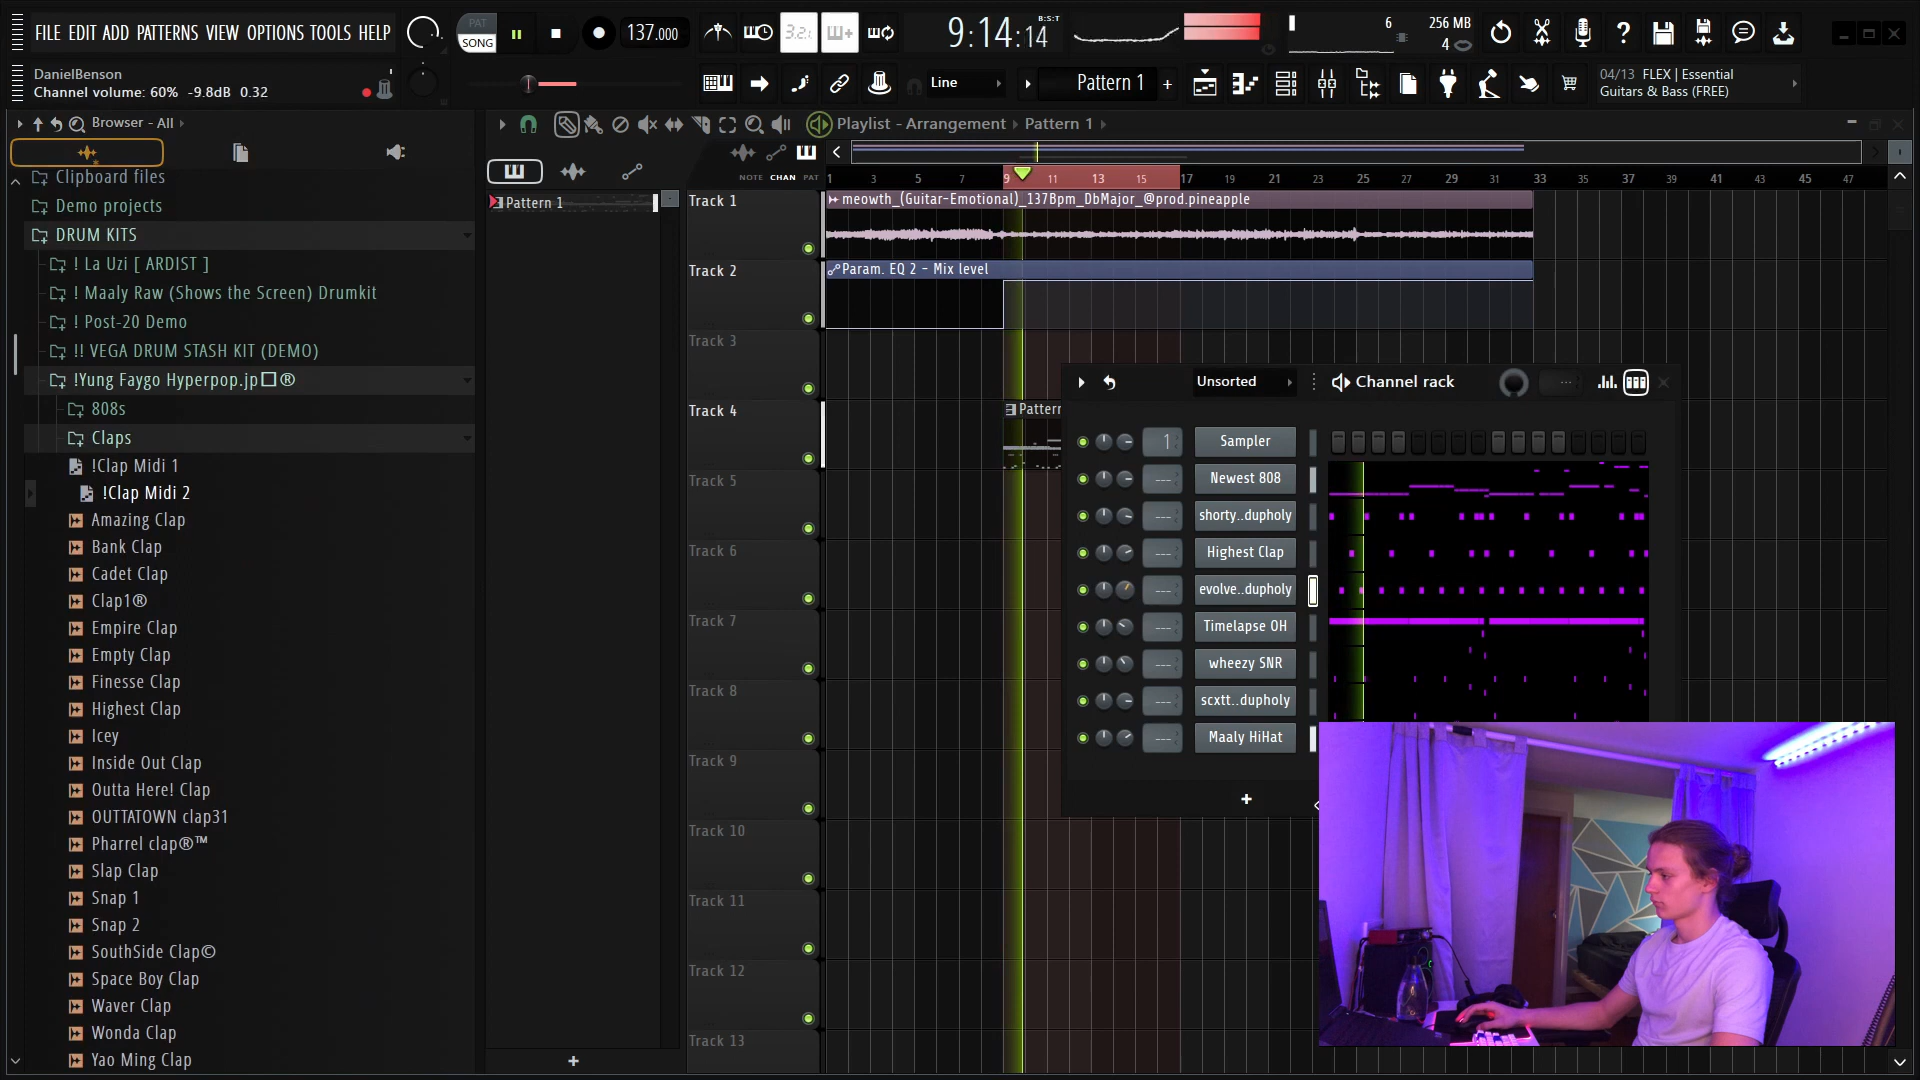 FILE EDIT ADD PATTERNS VIEW OPTIONS TOOLS HELP
PAT
SONG
137.000
3.2.
9:14:14
B:S:T
6
256 MB
4
DanielBenson
Channel volume: 60% -9.8dB 0.32
Line
Pattern 1
+
04/13 FLEX | Essential
Guitars & Bass (FREE)
Browser - All
Playlist - Arrangement
Pattern 1
NOTE CHAN PAT
1 3 5 7 9 11 13 15 17 19 21 23 25 27 29 31 33 35 37 39 41 43 45 47
Clipboard files
Demo projects
DRUM KITS
! La Uzi [ ARDIST ]
! Maaly Raw (Shows the Screen) Drumkit
! Post-20 Demo
!! VEGA DRUM STASH KIT (DEMO)
!Yung Faygo Hyperpop.jp☐®
808s
Claps
!Clap Midi 1
!Clap Midi 2
Amazing Clap
Bank Clap
Cadet Clap
Clap1®
Empire Clap
Empty Clap
Finesse Clap
Highest Clap
Icey
Inside Out Clap
Outta Here! Clap
OUTTATOWN clap31
Pharrel clap®™
Slap Clap
Snap 1
Snap 2
SouthSide Clap©
Space Boy Clap
Waver Clap
Wonda Clap
Yao Ming Clap
Pattern 1
+
Track 1
meowth_(Guitar-Emotional)_137Bpm_DbMajor_@prod.pineapple
Track 2
Param. EQ 2 - Mix level
Track 3
Track 4
Pattern
Track 5
Track 6
Track 7
Track 8
Track 9
Track 10
Track 11
Track 12
Track 13
Unsorted
Channel rack
1
Sampler
---
Newest 808
---
shorty..dupholy
---
Highest Clap
---
evolve..dupholy
---
Timelapse OH
---
wheezy SNR
---
scxtt..dupholy
---
Maaly HiHat
+